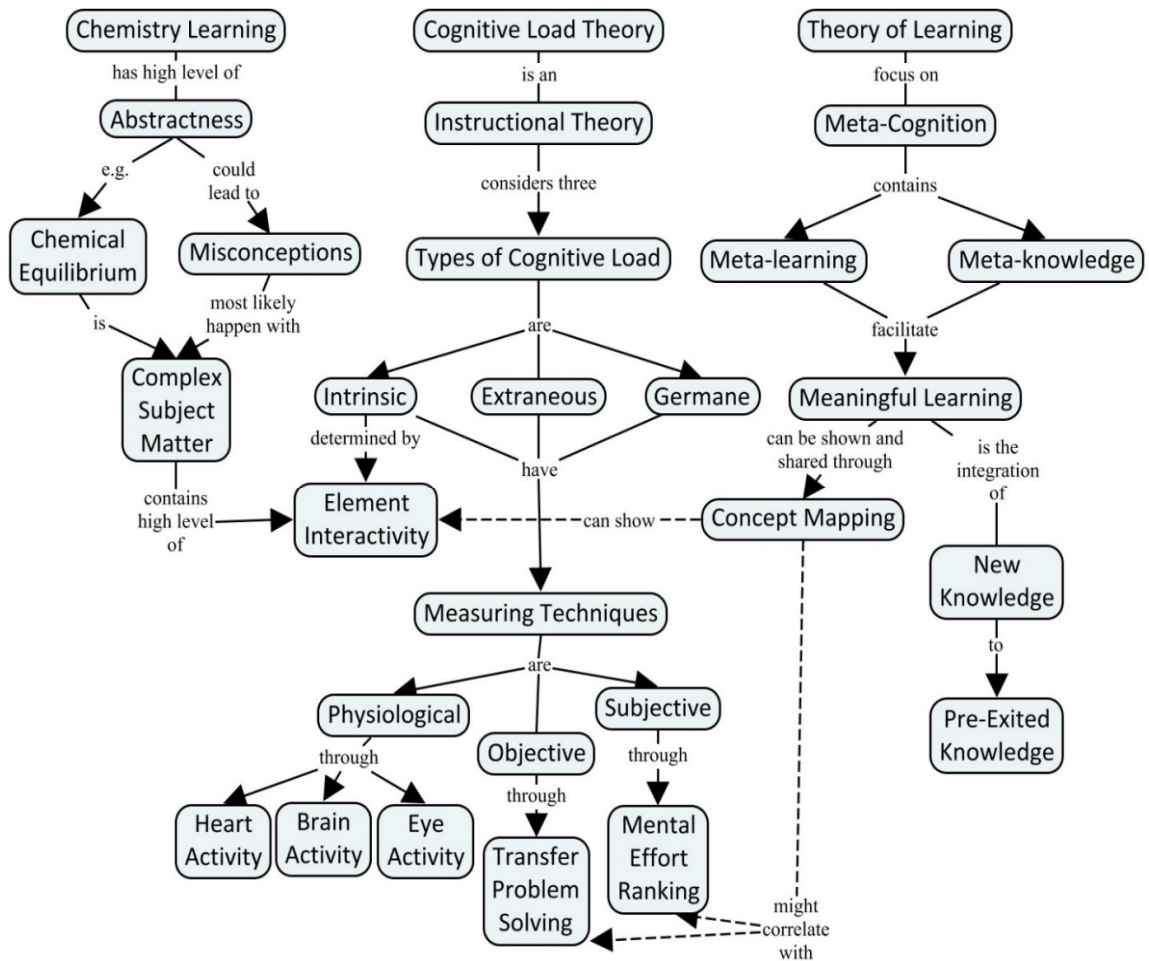 Chemistry Learning
Cognitive Load Theory
Theory of Learning
has high level of
is an
focus on
Abstractness
Instructional Theory
Meta-Cognition
e.g.
could
lead to
considers three
contains
Chemical
Equilibrium
Misconceptions
Types of Cognitive Load
Meta-learning
Meta-knowledge
is
most likely
happen with
are
facilitate
Complex
Subject
Matter
Intrinsic
Extraneous
Germane
Meaningful Learning
determined by
have
can be shown and
shared through
is the
integration
of
contains
high level
of
Element
Interactivity
can show
Concept Mapping
New
Knowledge
Measuring Techniques
to
are
Physiological
Objective
Subjective
Pre-Exited
Knowledge
through
through
through
Heart
Activity
Brain
Activity
Eye
Activity
Transfer
Problem
Solving
Mental
Effort
Ranking
might
correlate
with